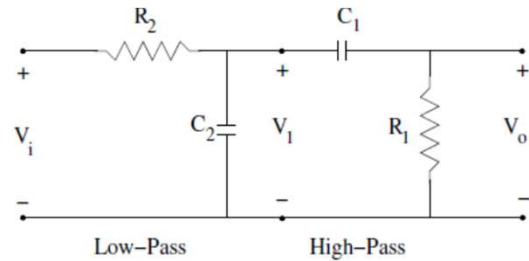 R2 C1
+ + +
Vi C2 V1 R1 Vo
− − −
Low−Pass High−Pass